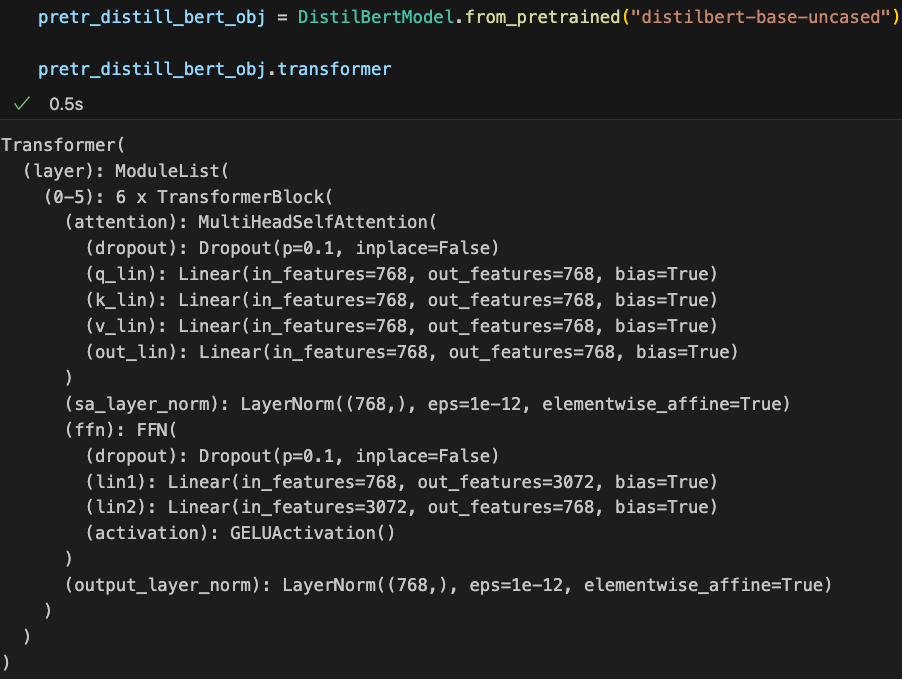 pretr_distill_bert_obj = DistilBertModel.from_pretrained("distilbert-base-uncased")
pretr_distill_bert_obj.transformer
✓ 0.5s
Transformer(
  (layer): ModuleList(
    (0-5): 6 x TransformerBlock(
      (attention): MultiHeadSelfAttention(
        (dropout): Dropout(p=0.1, inplace=False)
        (q_lin): Linear(in_features=768, out_features=768, bias=True)
        (k_lin): Linear(in_features=768, out_features=768, bias=True)
        (v_lin): Linear(in_features=768, out_features=768, bias=True)
        (out_lin): Linear(in_features=768, out_features=768, bias=True)
      )
      (sa_layer_norm): LayerNorm((768,), eps=1e-12, elementwise_affine=True)
      (ffn): FFN(
        (dropout): Dropout(p=0.1, inplace=False)
        (lin1): Linear(in_features=768, out_features=3072, bias=True)
        (lin2): Linear(in_features=3072, out_features=768, bias=True)
        (activation): GELUActivation()
      )
      (output_layer_norm): LayerNorm((768,), eps=1e-12, elementwise_affine=True)
    )
  )
)